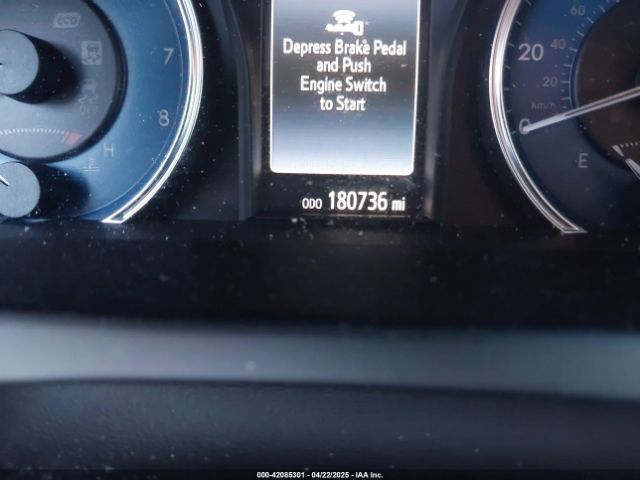 eco
Depress Brake Pedal
and Push
Engine Switch
to Start
7
8
H
ODO 180736 mi
60
20 40
20
km/h
0
E
000-42085301 - 04/22/2025 - IAA Inc.